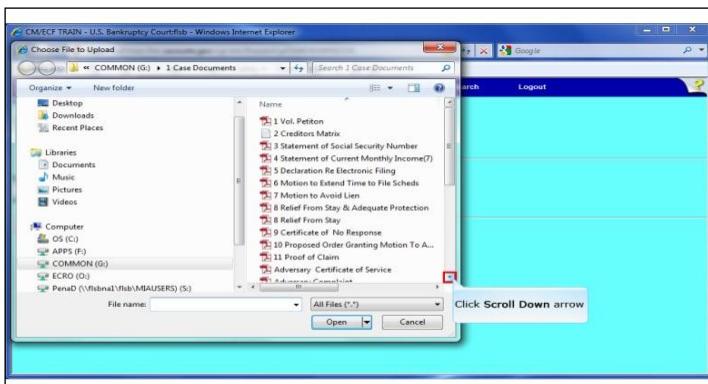 CM/ECF TRAIN - U.S. Bankruptcy Court:flsb - Windows Internet Explorer
Choose File to Upload
Google
« COMMON (G:) ▸ 1 Case Documents
Search 1 Case Documents
Organize
New folder
arch
Logout
Desktop
Downloads
Recent Places
Libraries
Documents
Music
Pictures
Videos
Computer
OS (C:)
APPS (F:)
COMMON (G:)
ECRO (O:)
PenaD (\\flsbna1\flsb\MIAUSERS) (S:)
Name
1 Vol. Petiton
2 Creditors Matrix
3 Statement of Social Security Number
4 Statement of Current Monthly Income(7)
5 Declaration Re Electronic Filing
6 Motion to Extend Time to File Scheds
7 Motion to Avoid Lien
8 Relief From Stay & Adequate Protection
8 Relief From Stay
9 Certificate of No Response
10 Proposed Order Granting Motion To A...
11 Proof of Claim
Adversary Certificate of Service
Adversary Complaint
Click Scroll Down arrow
File name:
All Files (*.*)
Open
Cancel